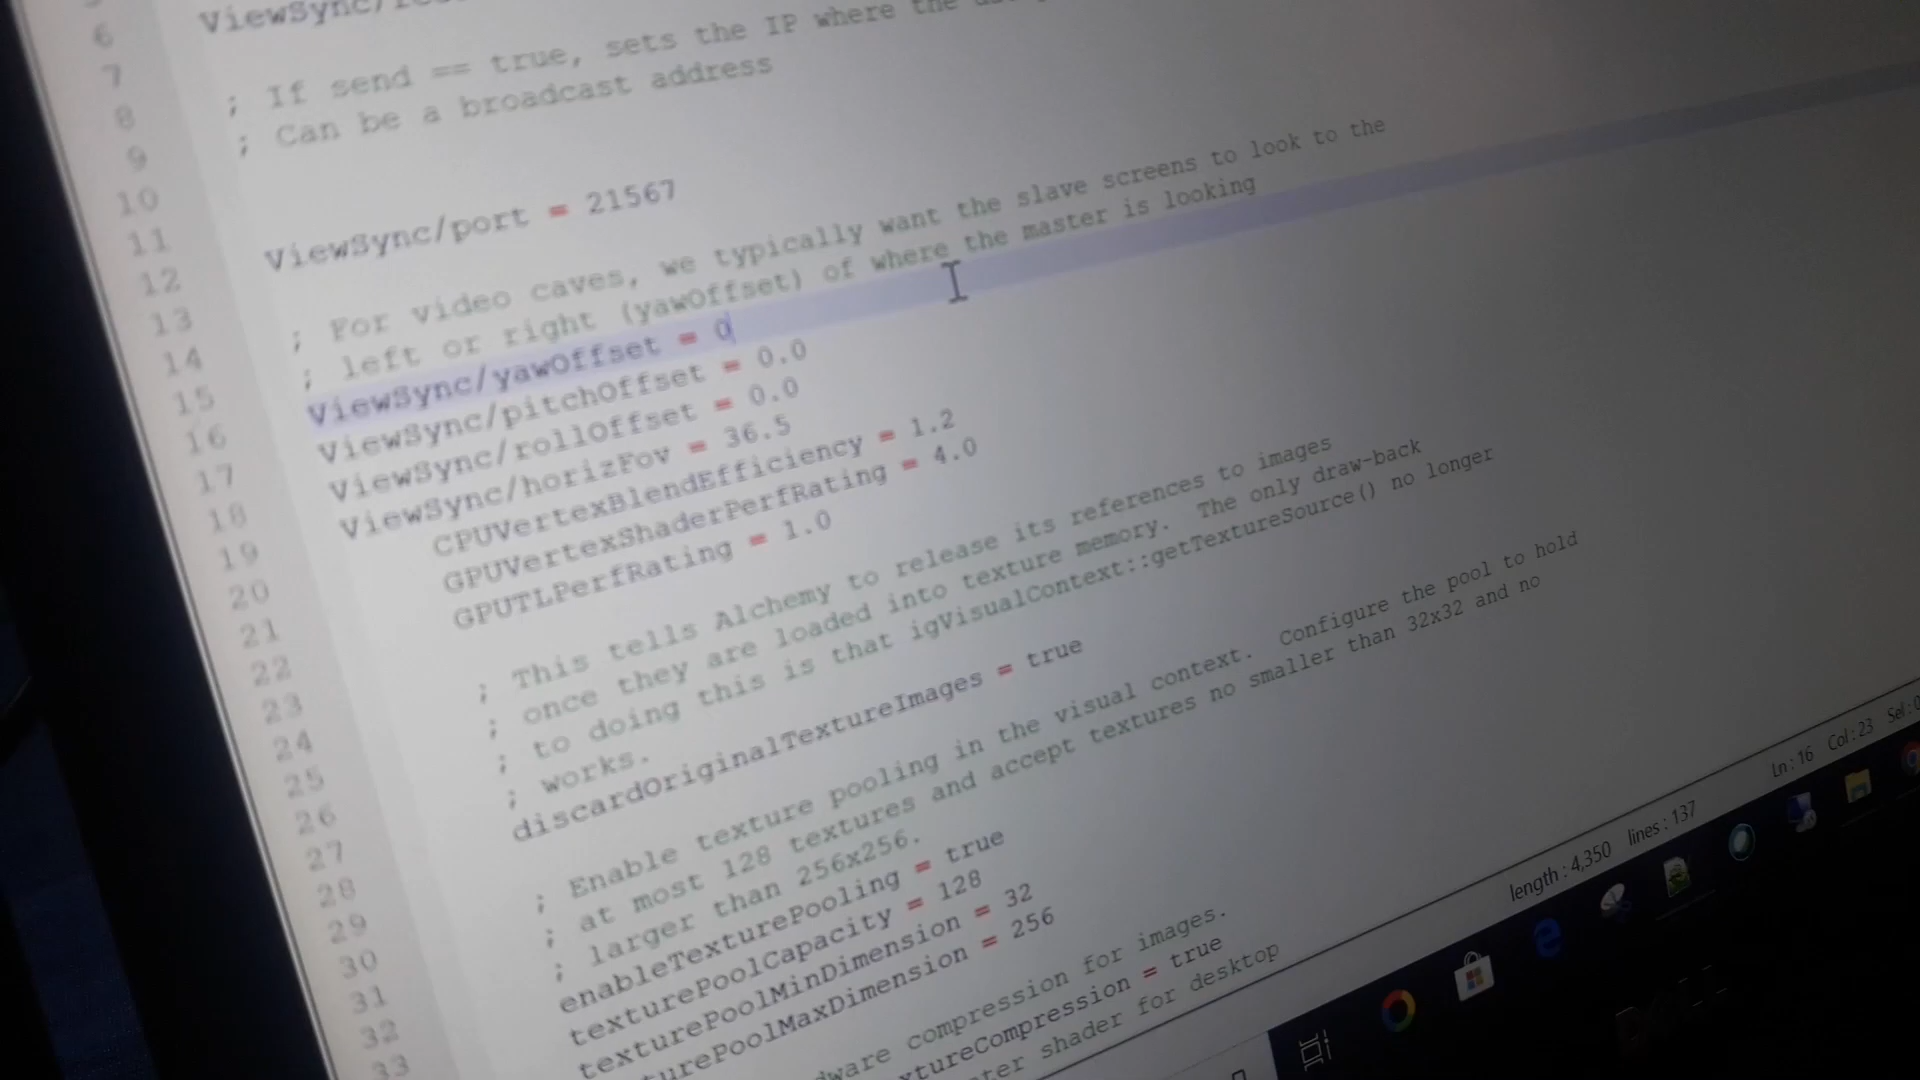 6
7
8
9
10
11
12
13
14
15
16
17
18
19
20
21
22
23
24
25
26
27
28
29
30
31
32
33
ViewSync/
; If send == true, sets the IP where the
; Can be a broadcast address
ViewSync/port = 21567
; For video caves, we typically want the slave screens to look to the
; left or right (yawOffset) of where the master is looking
ViewSync/yawOffset = 0
ViewSync/pitchOffset = 0.0
ViewSync/rollOffset = 0.0
ViewSync/horizFov = 36.5
CPUVertexBlendEfficiency = 1.2
GPUVertexShaderPerfRating = 4.0
GPUTLPerfRating = 1.0
; This tells Alchemy to release its references to images
; once they are loaded into texture memory. The only draw-back
; to doing this is that igVisualContext::getTextureSource() no longer
; works.
discardOriginalTextureImages = true
; Enable texture pooling in the visual context. Configure the pool to hold
; at most 128 textures and accept textures no smaller than 32x32 and no
; larger than 256x256.
enableTexturePooling = true
texturePoolCapacity = 128
texturePoolMinDimension = 32
turePoolMaxDimension = 256
dware compression for images.
xtureCompression = true
ter shader for desktop
length : 4,350 lines : 137
Ln : 16 Col : 23 Sel : 0
DELL